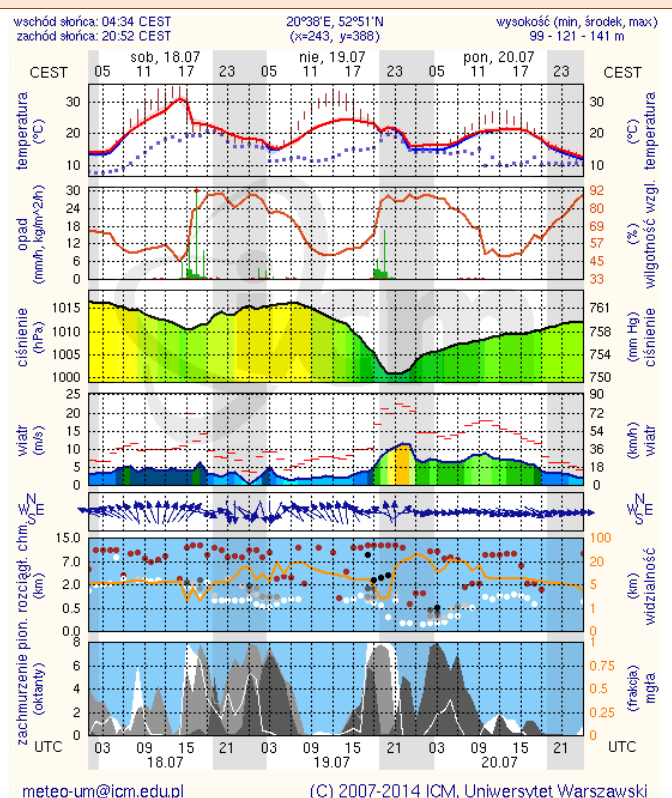 wschód słońca: 04:34 CEST 20°38'E, 52°51'N wysokość (min, środek, max)
zachód słońca: 20:52 CEST (x=243, y=388) 99 - 121 - 141 m
sob, 18.07 nie, 19.07 pon, 20.07
CEST 05 11 17 23 05 11 17 23 05 11 17 23 CEST
temperatura
(°C)
30
20
10
30
20
10
(°C)
temperatura
opad
(mm/h, kg/m^2/h)
30
24
18
12
6
0
92
80
69
57
45
33
(%)
wilgotność wzgl.
ciśnienie
(hPa)
1015
1010
1005
1000
761
758
754
750
(mm Hg)
ciśnienie
wiatr
(m/s)
25
20
15
10
5
0
90
72
54
36
18
0
(km/h)
wiatr
N
W E
S
N
W E
S
pion. rozciągł. chm.
(km)
15.0
7.0
2.0
0.5
0.0
100
20
5
1
0
(km)
widzialność
zachmurzenie
(oktanty)
8
6
4
2
0
1
0.75
0.5
0.25
0
(frakcja)
mgła
UTC 03 09 15 21 03 09 15 21 03 09 15 21 UTC
18.07 19.07 20.07
icm
meteo-um@icm.edu.pl (C) 2007-2014 ICM, Uniwersytet Warszawski